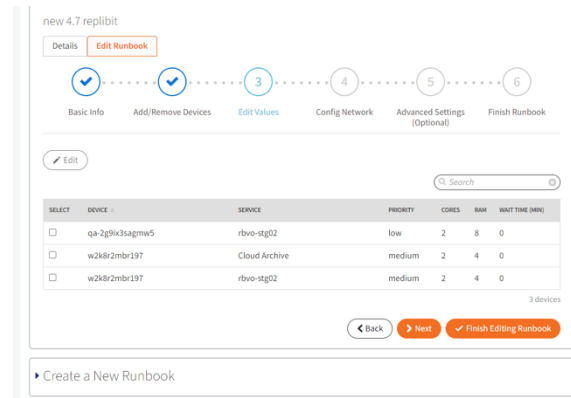 new 4.7 replibit
Details Edit Runbook
3 4 5 6
Basic Info Add/Remove Devices Edit Values Config Network Advanced Settings Finish Runbook
(Optional)
Edit
Search
SELECT DEVICE SERVICE PRIORITY CORES RAM WAIT TIME (MIN)
qa-2g9ix3sagmw5 rbvo-stg02 low 2 8 0
w2k8r2mbr197 Cloud Archive medium 2 4 0
w2k8r2mbr197 rbvo-stg02 medium 2 4 0
3 devices
Back Next Finish Editing Runbook
Create a New Runbook